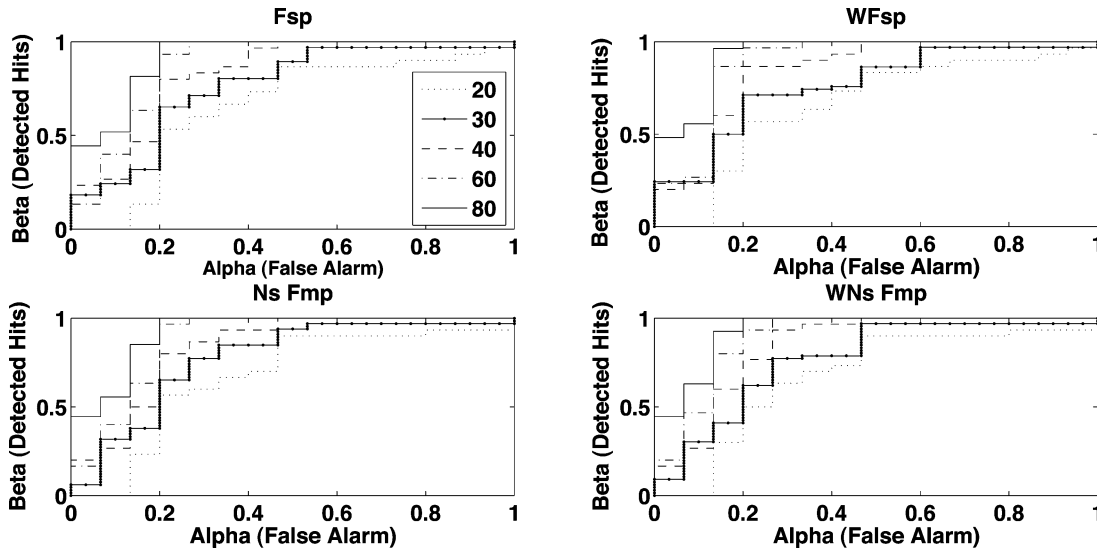 Fsp
Beta (Detected Hits)
1
0.5
0
0 0.2 0.4 0.6 0.8 1
Alpha (False Alarm)
20
30
40
60
80
WFsp
Beta (Detected Hits)
1
0.5
0
0 0.2 0.4 0.6 0.8 1
Alpha (False Alarm)
Ns Fmp
Beta (Detected Hits)
1
0.5
0
0 0.2 0.4 0.6 0.8 1
Alpha (False Alarm)
WNs Fmp
Beta (Detected Hits)
1
0.5
0
0 0.2 0.4 0.6 0.8 1
Alpha (False Alarm)